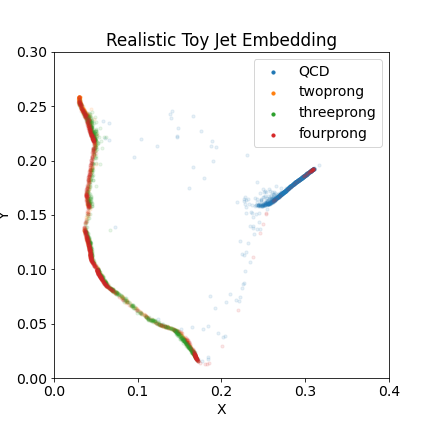 Realistic Toy Jet Embedding
0.30
0.25
0.20
0.15
0.10
0.05
0.00
Y
QCD
twoprong
threeprong
fourprong
0.0 0.1 0.2 0.3 0.4
X